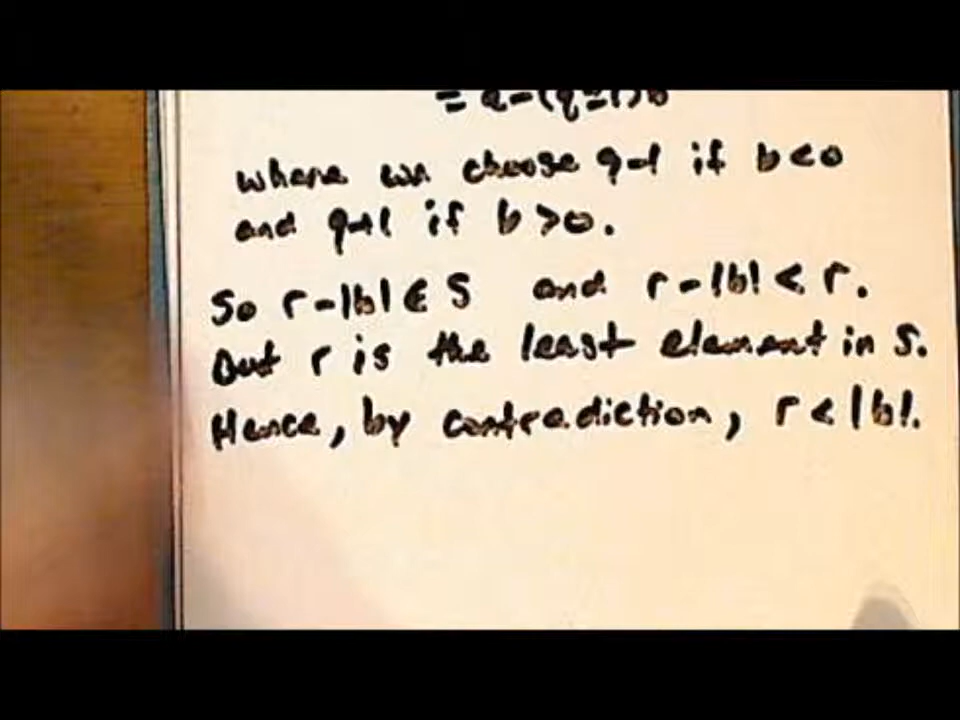 = a-(q±1)b
where we choose q-1 if b<0
and q+1 if b>0.
So r-|b| ∈ S and r-|b| < r.
But r is the least element in S.
Hence, by contradiction, r < |b|.